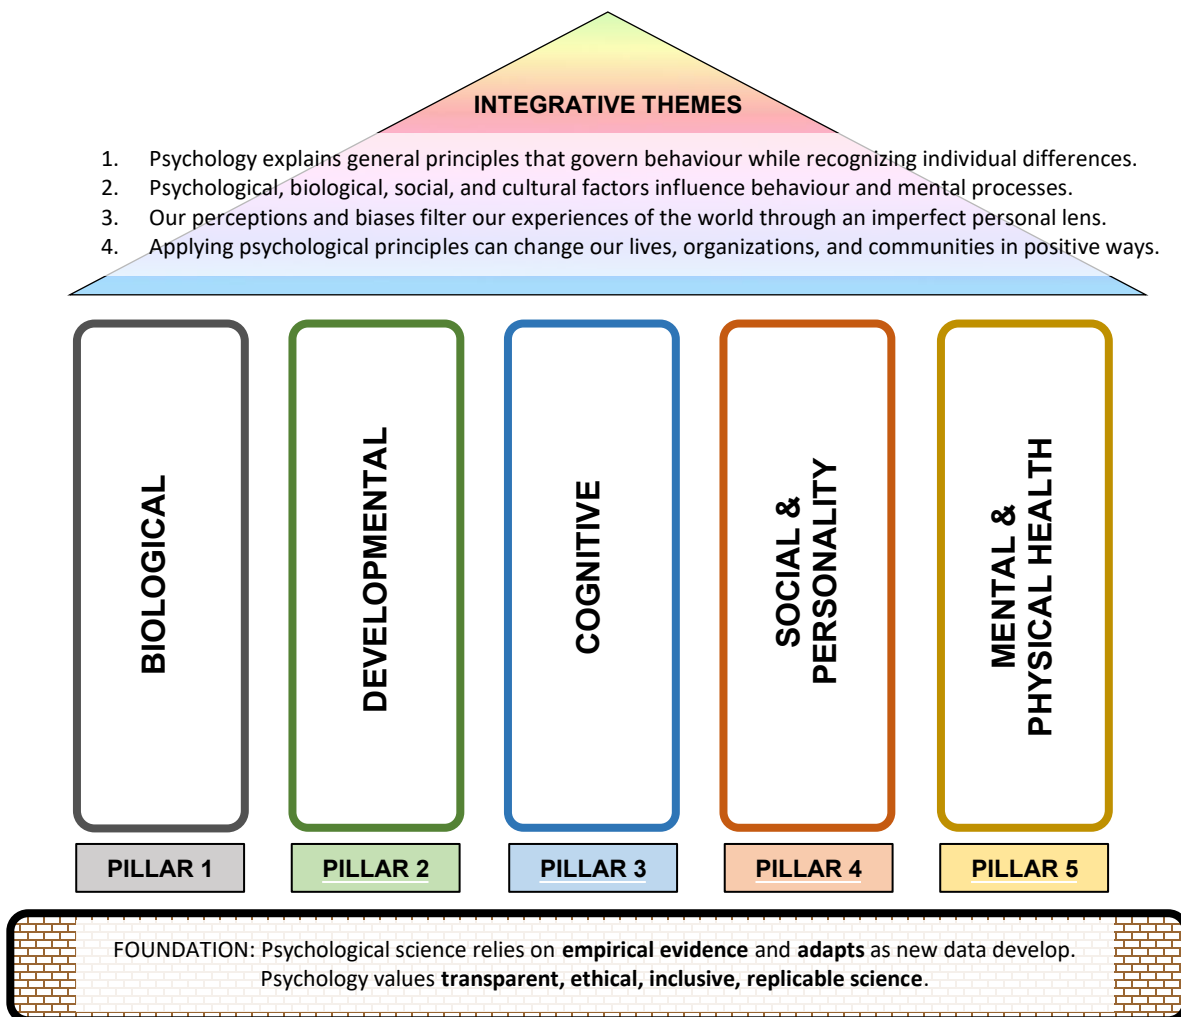 INTEGRATIVE THEMES
1. Psychology explains general principles that govern behaviour while recognizing individual differences.
2. Psychological, biological, social, and cultural factors influence behaviour and mental processes.
3. Our perceptions and biases filter our experiences of the world through an imperfect personal lens.
4. Applying psychological principles can change our lives, organizations, and communities in positive ways.
BIOLOGICAL
DEVELOPMENTAL
COGNITIVE
SOCIAL &
PERSONALITY
MENTAL &
PHYSICAL HEALTH
PILLAR 1
PILLAR 2
PILLAR 3
PILLAR 4
PILLAR 5
FOUNDATION: Psychological science relies on empirical evidence and adapts as new data develop.
Psychology values transparent, ethical, inclusive, replicable science.